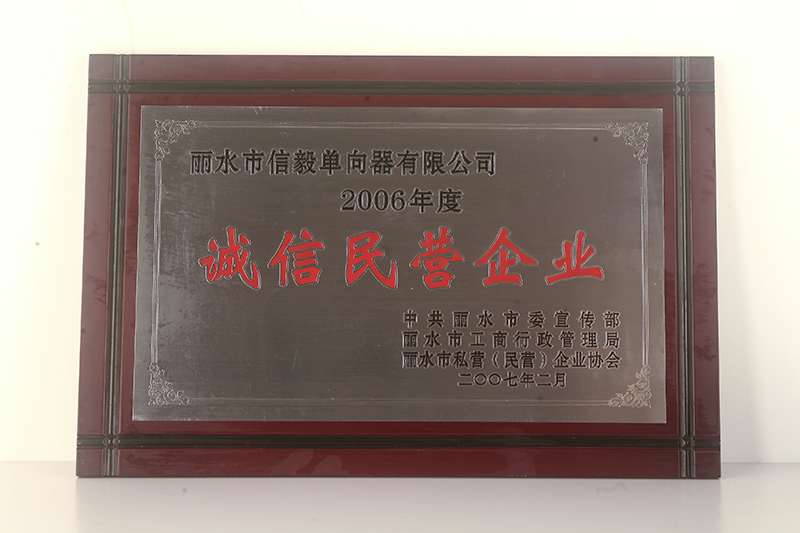 丽水市信毅单向器有限公司
2006年度
诚信民营企业
中共丽水市委宣传部
丽水市工商行政管理局
丽水市私营（民营）企业协会
二〇〇七年二月